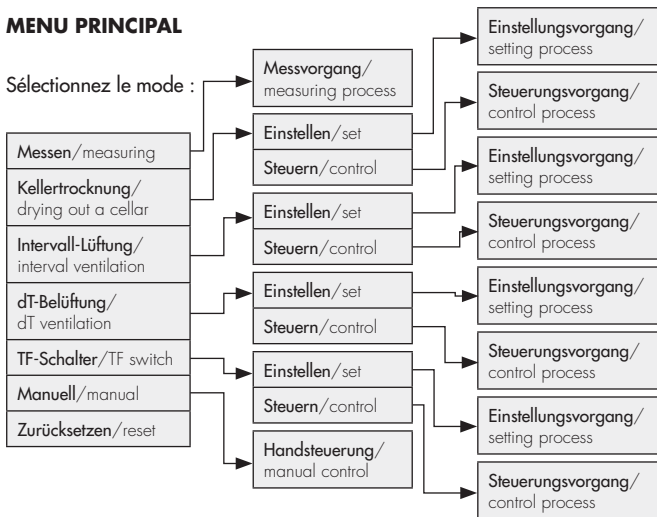 MENU PRINCIPAL
Sélectionnez le mode :
Messen/measuring
Kellertrocknung/
drying out a cellar
Intervall-Lüftung/
interval ventilation
dT-Belüftung/
dT ventilation
TF-Schalter/TF switch
Manuell/manual
Zurücksetzen/reset
Messvorgang/
measuring process
Einstellen/set
Steuern/control
Einstellen/set
Steuern/control
Einstellen/set
Steuern/control
Einstellen/set
Steuern/control
Handsteuerung/
manual control
Einstellungsvorgang/
setting process
Steuerungsvorgang/
control process
Einstellungsvorgang/
setting process
Steuerungsvorgang/
control process
Einstellungsvorgang/
setting process
Steuerungsvorgang/
control process
Einstellungsvorgang/
setting process
Steuerungsvorgang/
control process